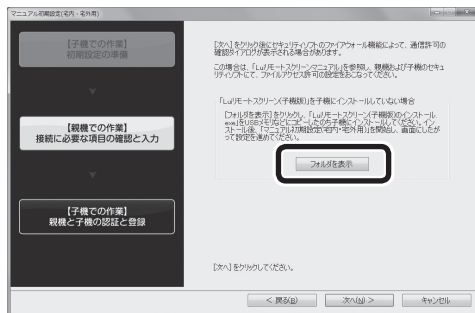 マニュアル初期設定(宅内・宅外用)
【子機での作業】
初期設定の準備
【親機での作業】
接続に必要な項目の確認と入力
【子機での作業】
親機と子機の認証と登録
[次へ]をクリック後にセキュリティソフトのファイアウォール機能によって、通信許可の
確認ダイアログが表示される場合があります。
この場合は、「Luiリモートスクリーンマニュアル」を参照し、親機および子機のセキュ
リティソフトにて、ファイルアクセス許可の設定をおこなってください。
「Luiリモートスクリーン(子機版)」を子機にインストールしていない場合
[フォルダを表示]をクリックし、「Luiリモートスクリーン(子機版)のインストール
.exe」をUSBメモリなどにコピーしたのち子機にインストールしてください。イン
ストール後、「マニュアル初期設定(宅内・宅外用)」を開始し、画面にしたが
って設定を進めてください。
フォルダを表示
[次へ]をクリックしてください。
< 戻る(B)
次へ(N) >
キャンセル